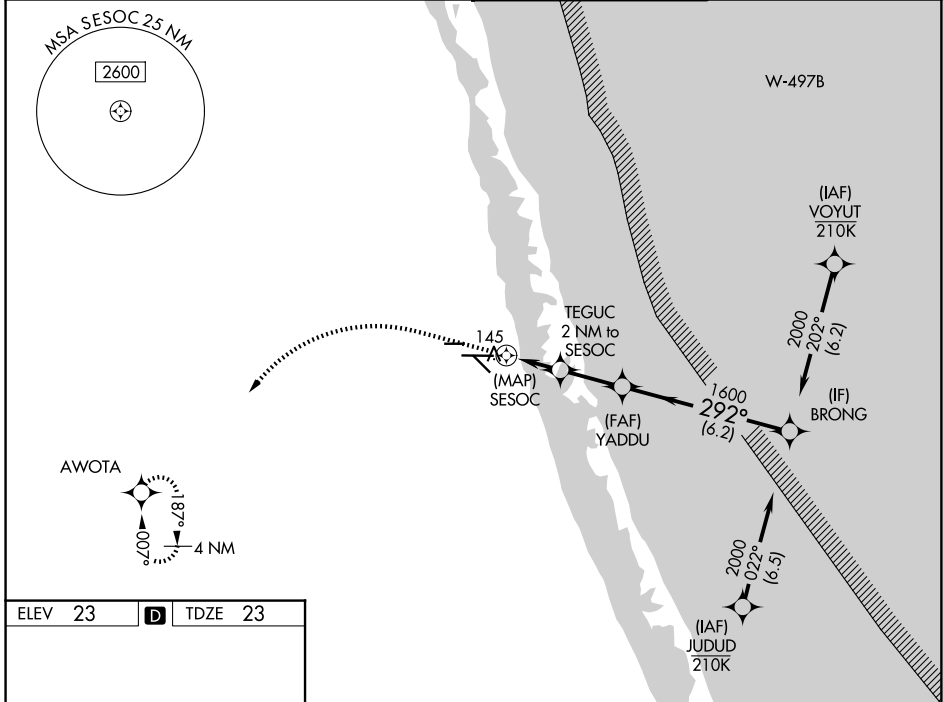 MSA SESOC 25 NM
2600
W-497B
(IAF)
VOYUT
210K
2000
202°
(6.2)
TEGUC
2 NM to
SESOC
145
(MAP)
SESOC
(FAF)
YADDU
1600
292°
(6.2)
(IF)
BRONG
AWOTA
187°
007°
4 NM
2000
022°
(6.5)
(IAF)
JUDUD
210K
ELEV 23 D TDZE 23